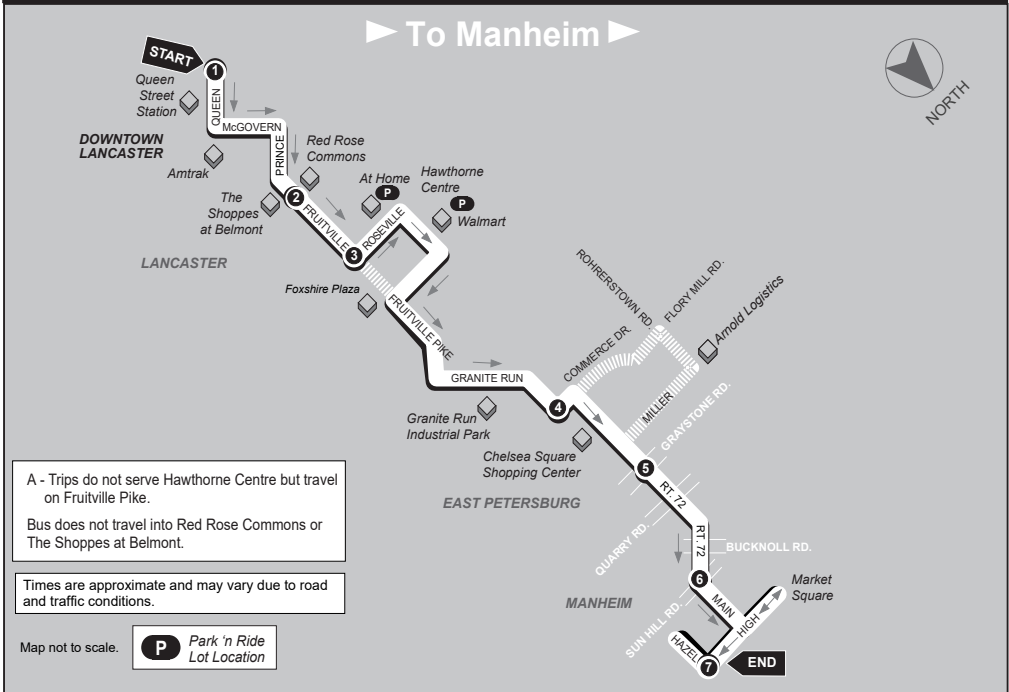 To Manheim
START
1
Queen
Street
Station
QUEEN
McGOVERN
DOWNTOWN
LANCASTER
Amtrak
PRINCE
Red Rose
Commons
2
The
Shoppes
at Belmont
FRUITVILLE
At Home
P
Hawthorne
Centre
P
Walmart
3
ROSEVILLE
LANCASTER
Foxshire Plaza
FRUITVILLE PIKE
GRANITE RUN
Granite Run
Industrial Park
4
COMMERCE DR.
ROHRERSTOWN RD.
FLORY MILL RD.
Arnold Logistics
MILLER
GRAYSTONE RD.
Chelsea Square
Shopping Center
5
EAST PETERSBURG
RT. 72
QUARRY RD.
RT. 72
BUCKNOLL RD.
6
MANHEIM
SUN HILL RD.
MAIN
Market
Square
HIGH
HAZEL
7
END
NORTH
A - Trips do not serve Hawthorne Centre but travel
on Fruitville Pike.
Bus does not travel into Red Rose Commons or
The Shoppes at Belmont.
Times are approximate and may vary due to road
and traffic conditions.
Map not to scale.
P
Park ‘n Ride
Lot Location